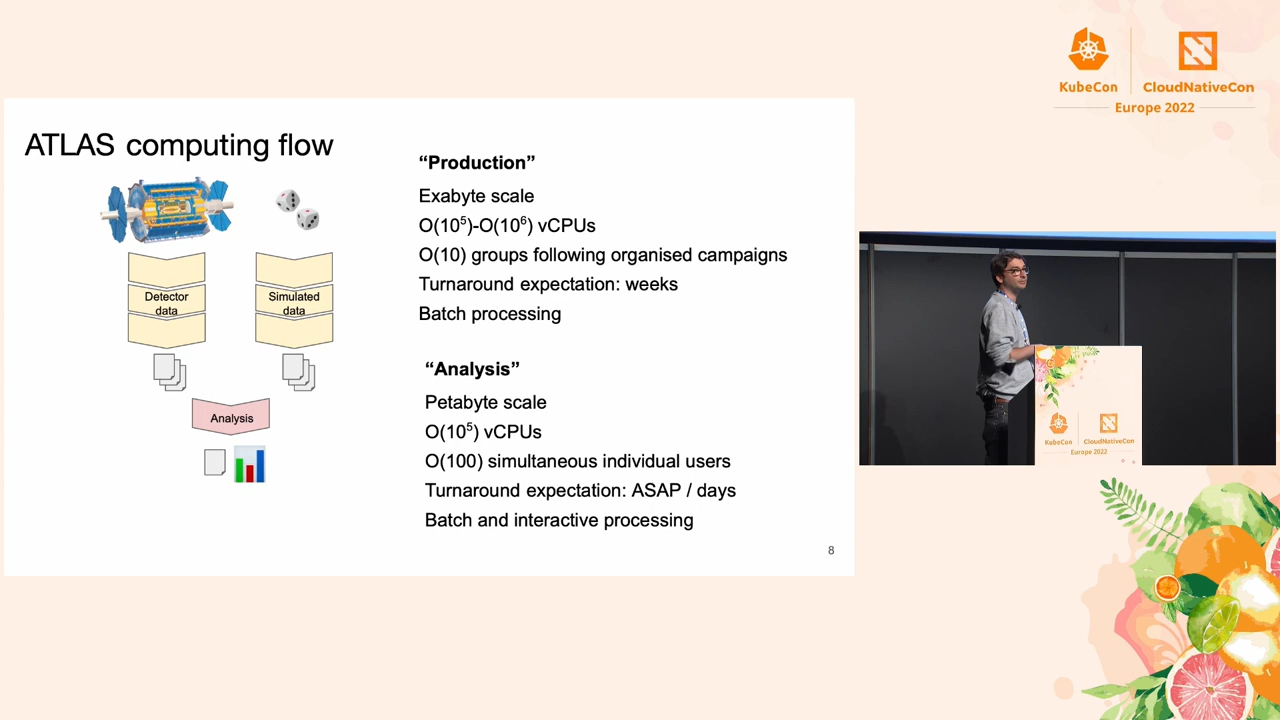 KubeCon
CloudNativeCon
Europe 2022
ATLAS computing flow
Detector
data
Simulated
data
Analysis
“Production”
Exabyte scale
O(10⁵)-O(10⁶) vCPUs
O(10) groups following organised campaigns
Turnaround expectation: weeks
Batch processing
“Analysis”
Petabyte scale
O(10⁵) vCPUs
O(100) simultaneous individual users
Turnaround expectation: ASAP / days
Batch and interactive processing
8
KubeCon
CloudNativeCon
Europe 2022